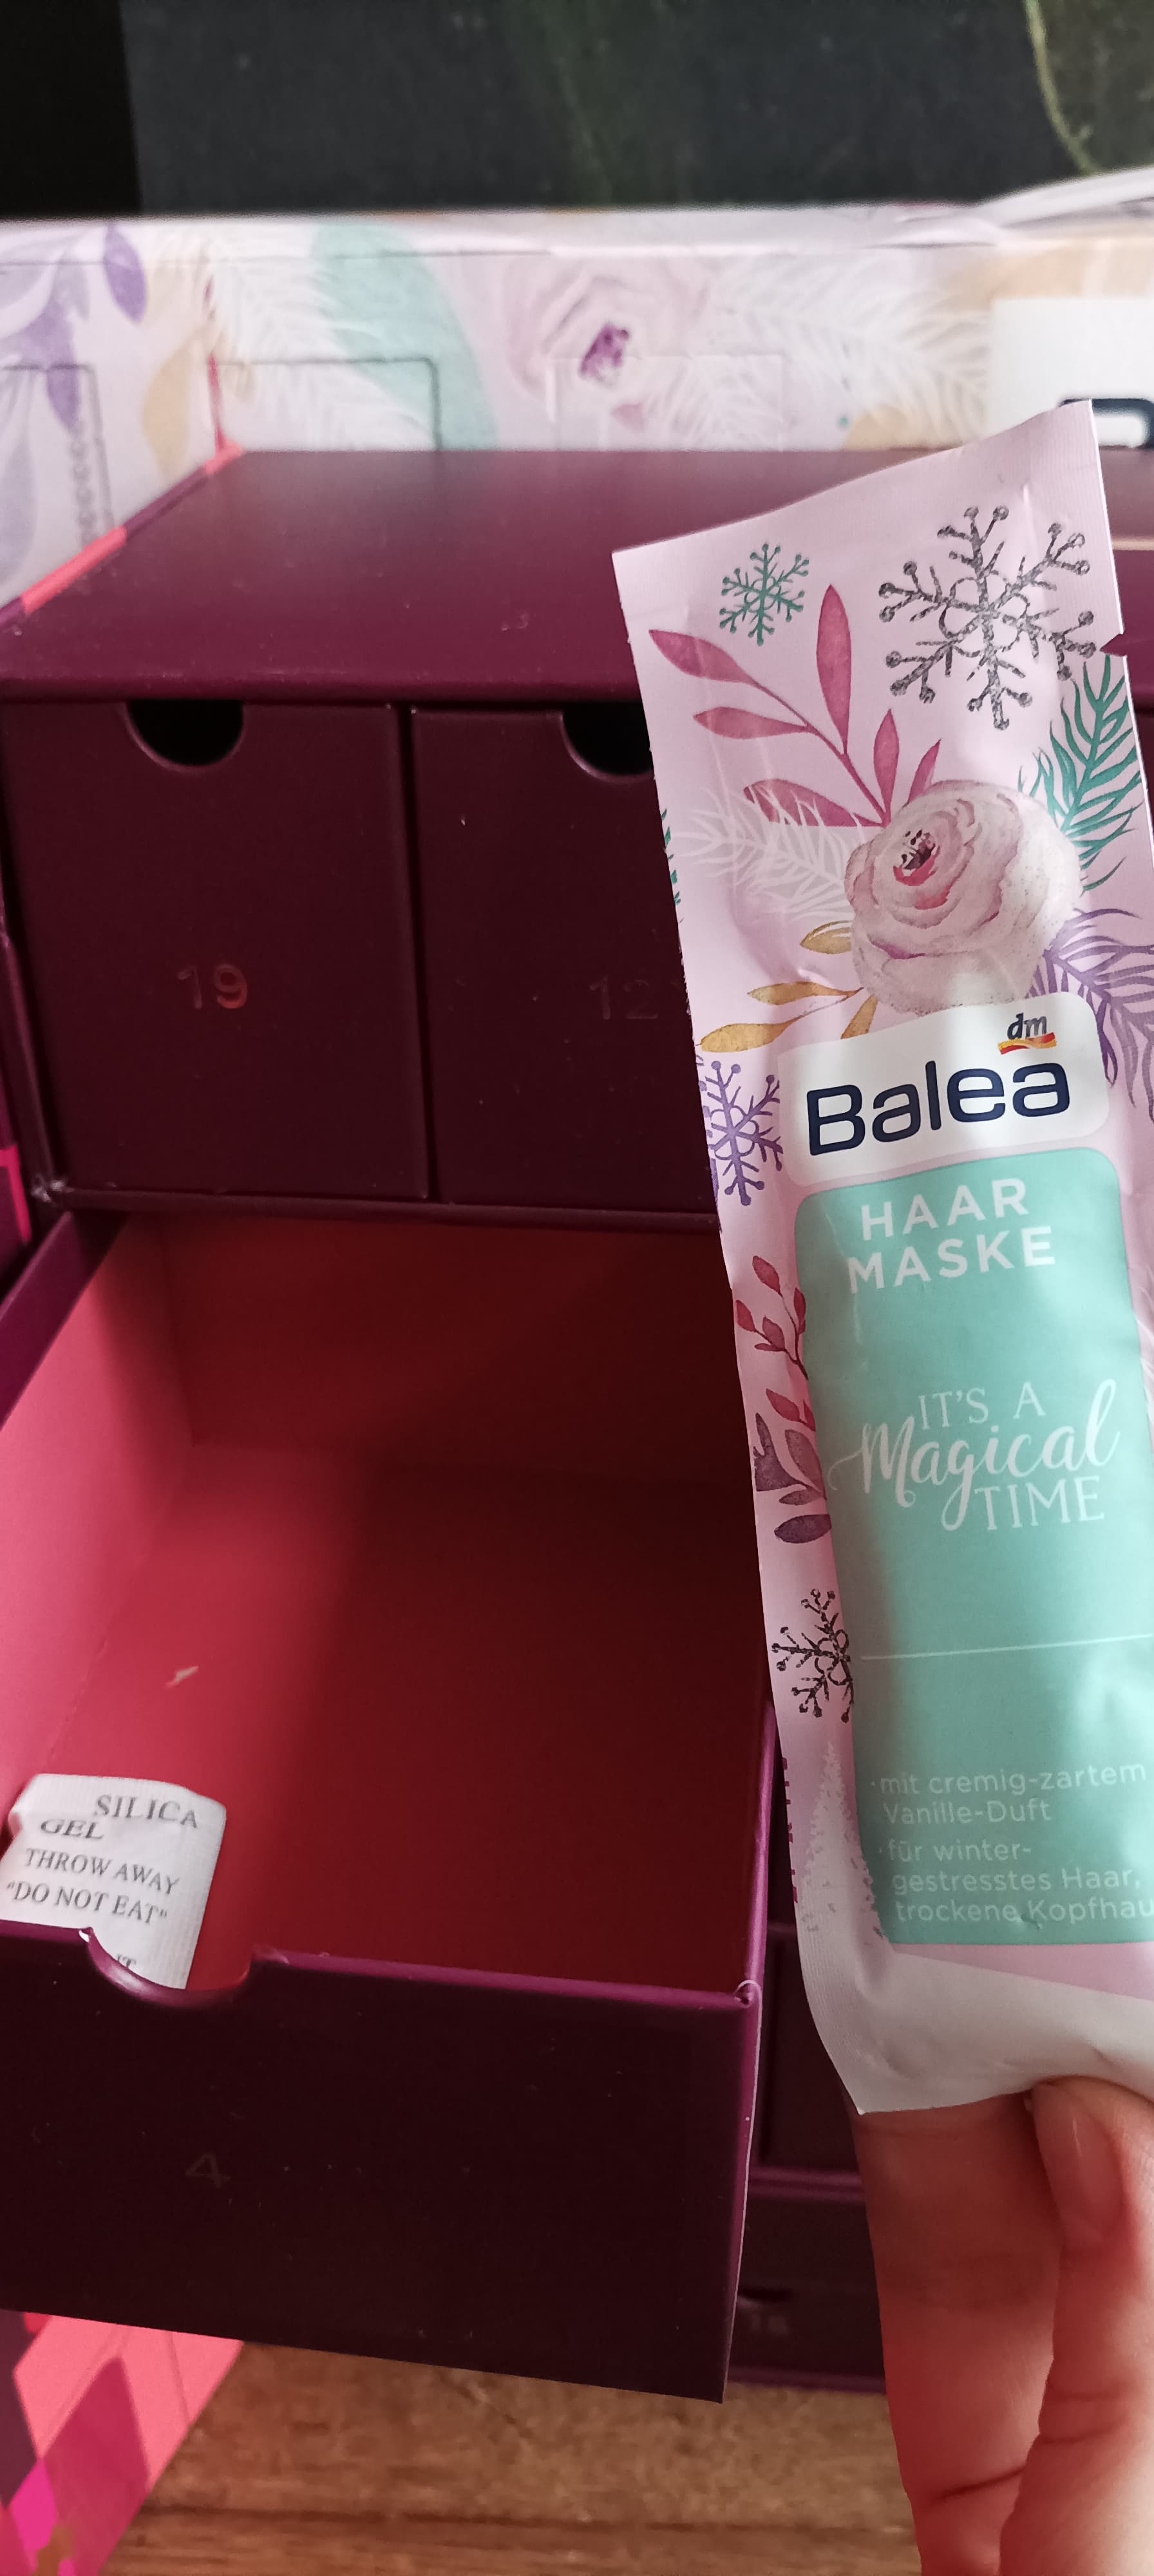 19
12
dm
Balea
HAAR
MASKE
IT'S A
Magical
TIME
·mit cremig-zartem
Vanille-Duft
·für winter-
gestresstes Haar,
trockene Kopfhau
SILICA
GEL
THROW AWAY
"DO NOT EAT"
4